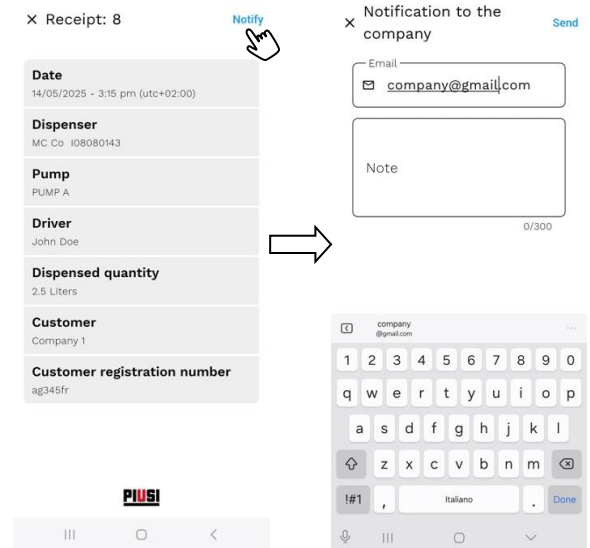 × Receipt: 8
Notify
Date
14/05/2025 - 3:15 pm (utc+02:00)
Dispenser
MC Co I08080143
Pump
PUMP A
Driver
John Doe
Dispensed quantity
2.5 Liters
Customer
Company 1
Customer registration number
ag345fr
PIUSI
× Notification to the
company
Send
Email
company@gmail.com
Note
0/300
company
@gmail.com
...
1 2 3 4 5 6 7 8 9 0
q w e r t y u i o p
a s d f g h j k l
z x c v b n m
!#1 , Italiano . Done